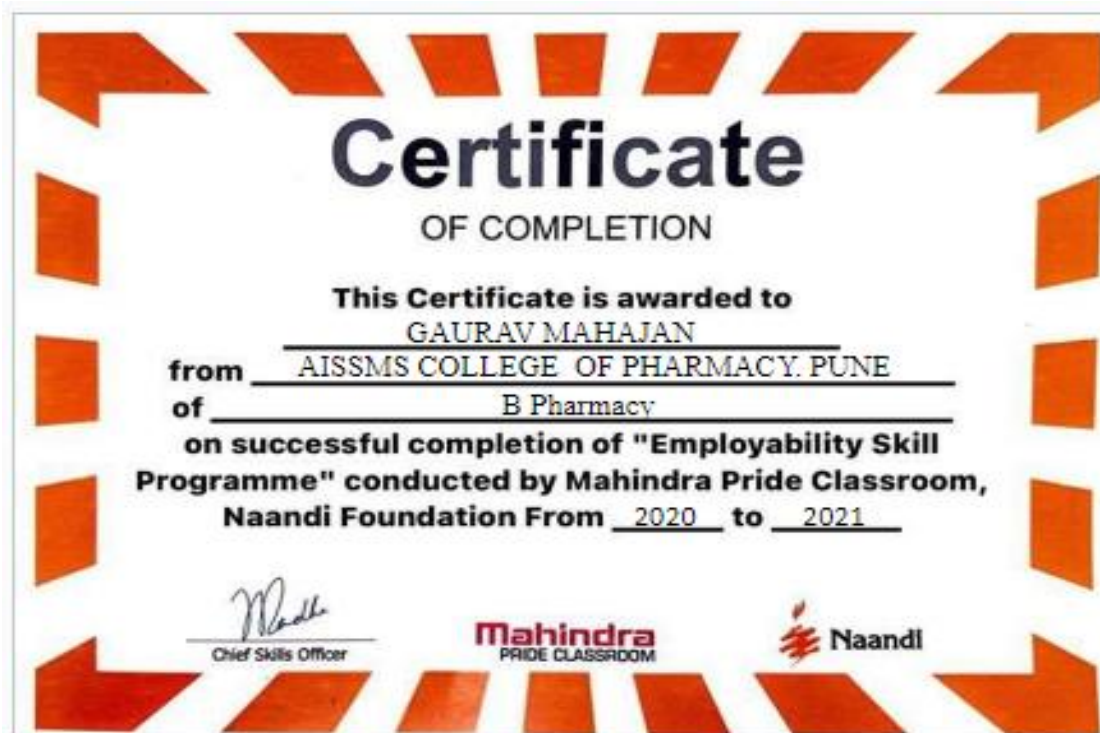 Certificate
OF COMPLETION
This Certificate is awarded to
GAURAV MAHAJAN
from AISSMS COLLEGE OF PHARMACY. PUNE
of B Pharmacy
on successful completion of "Employability Skill
Programme" conducted by Mahindra Pride Classroom,
Naandi Foundation From 2020 to 2021
Chief Skills Officer
Mahindra
PRIDE CLASSROOM
Naandi